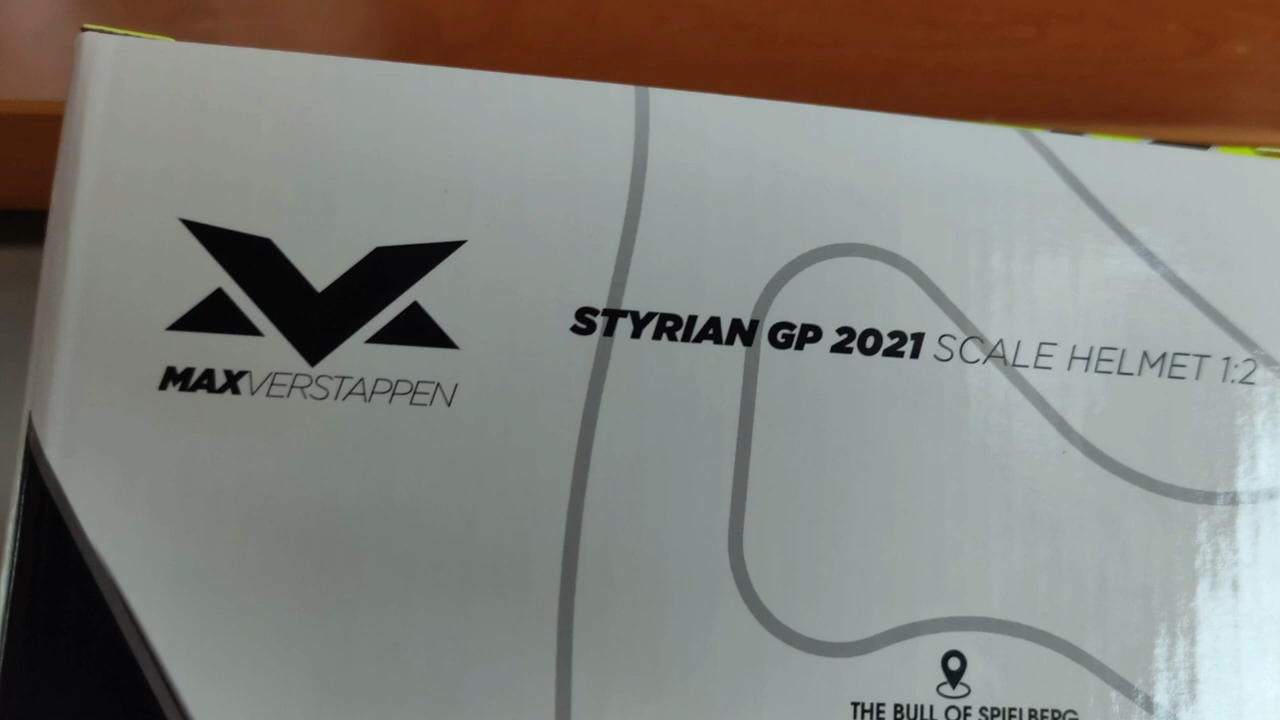 MAXVERSTAPPEN
STYRIAN GP 2021 SCALE HELMET 1:2
THE BULL OF SPIELBERG